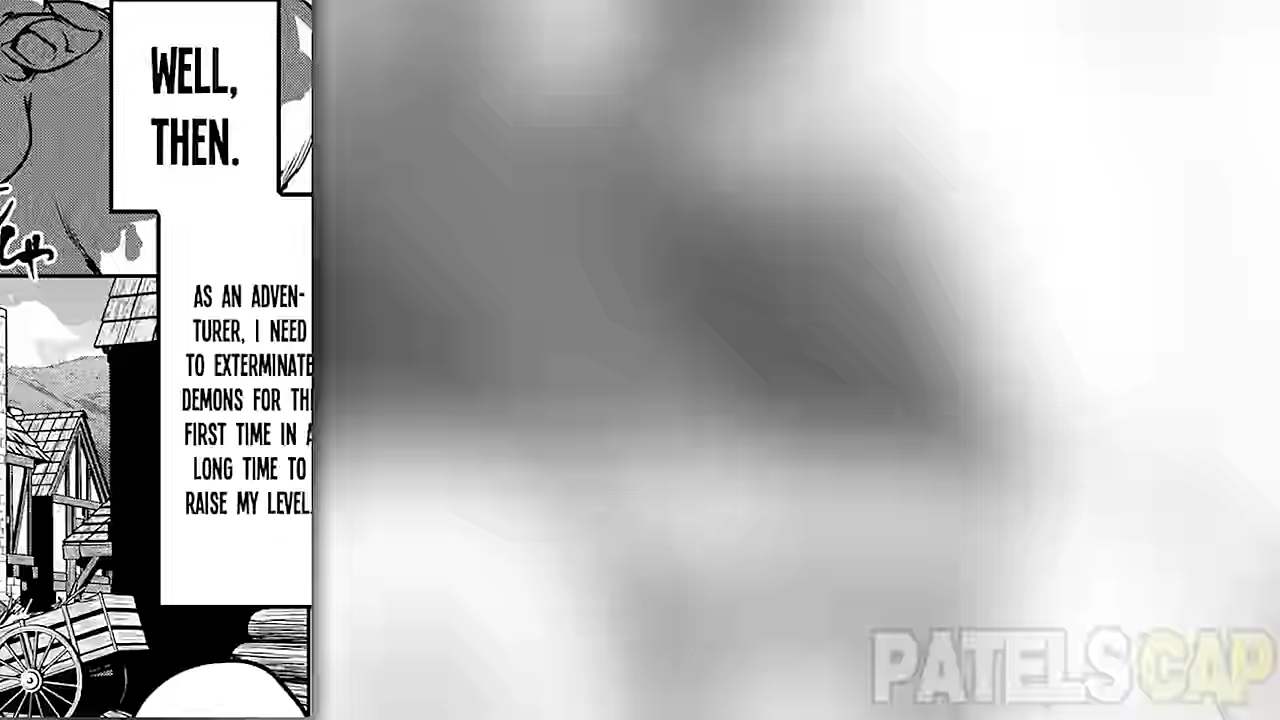 WELL,
THEN.
AS AN ADVEN-
TURER, I NEED
TO EXTERMINATE
DEMONS FOR THE
FIRST TIME IN A
LONG TIME TO
RAISE MY LEVEL.
PATELSCAP